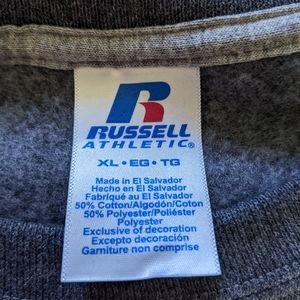 R
RUSSELL
ATHLETIC®
XL • EG • TG
Made in El Salvador
Hecho en El Salvador
Fabriqué au El Salvador
50% Cotton/Algodón/Coton
50% Polyester/Poliéster
Polyester
Exclusive of decoration
Excepto decoración
Garniture non comprise